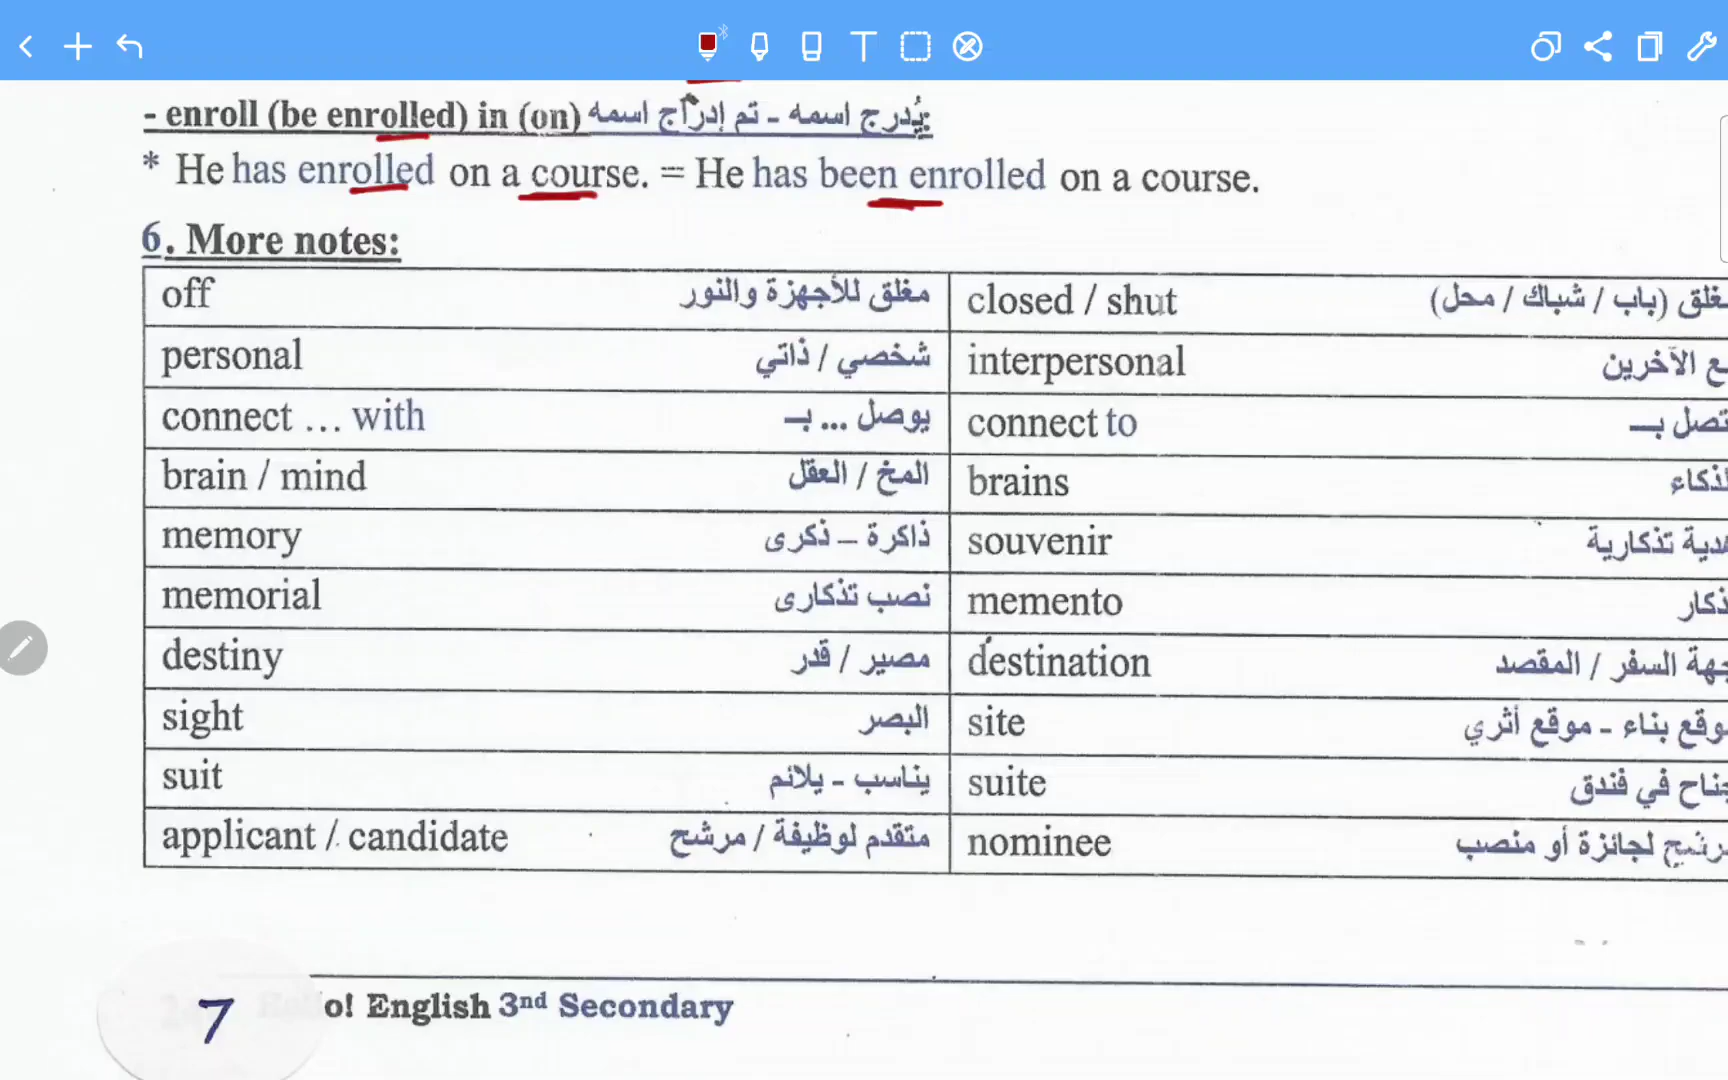 - enroll (be enrolled) in (on) يُدرج اسمه - تم إدراج اسمه:
* He has enrolled on a course. = He has been enrolled on a course.
6. More notes:
off مغلق للأجهزة والنور closed / shut (باب / شباك / محل)
personal شخصي / ذاتي interpersonal الآخرين
connect ... with يوصل ... بـ connect to بـ
brain / mind المخ / العقل brains
memory ذاكرة – ذكرى souvenir تذكارية
memorial نصب تذكارى memento
destiny مصير / قدر destination السفر / المقصد
sight البصر site بناء - موقع أثري
suit يناسب - يلائم suite في فندق
applicant / candidate متقدم لوظيفة / مرشح nominee لجائزة أو منصب
7
o! English 3nd Secondary